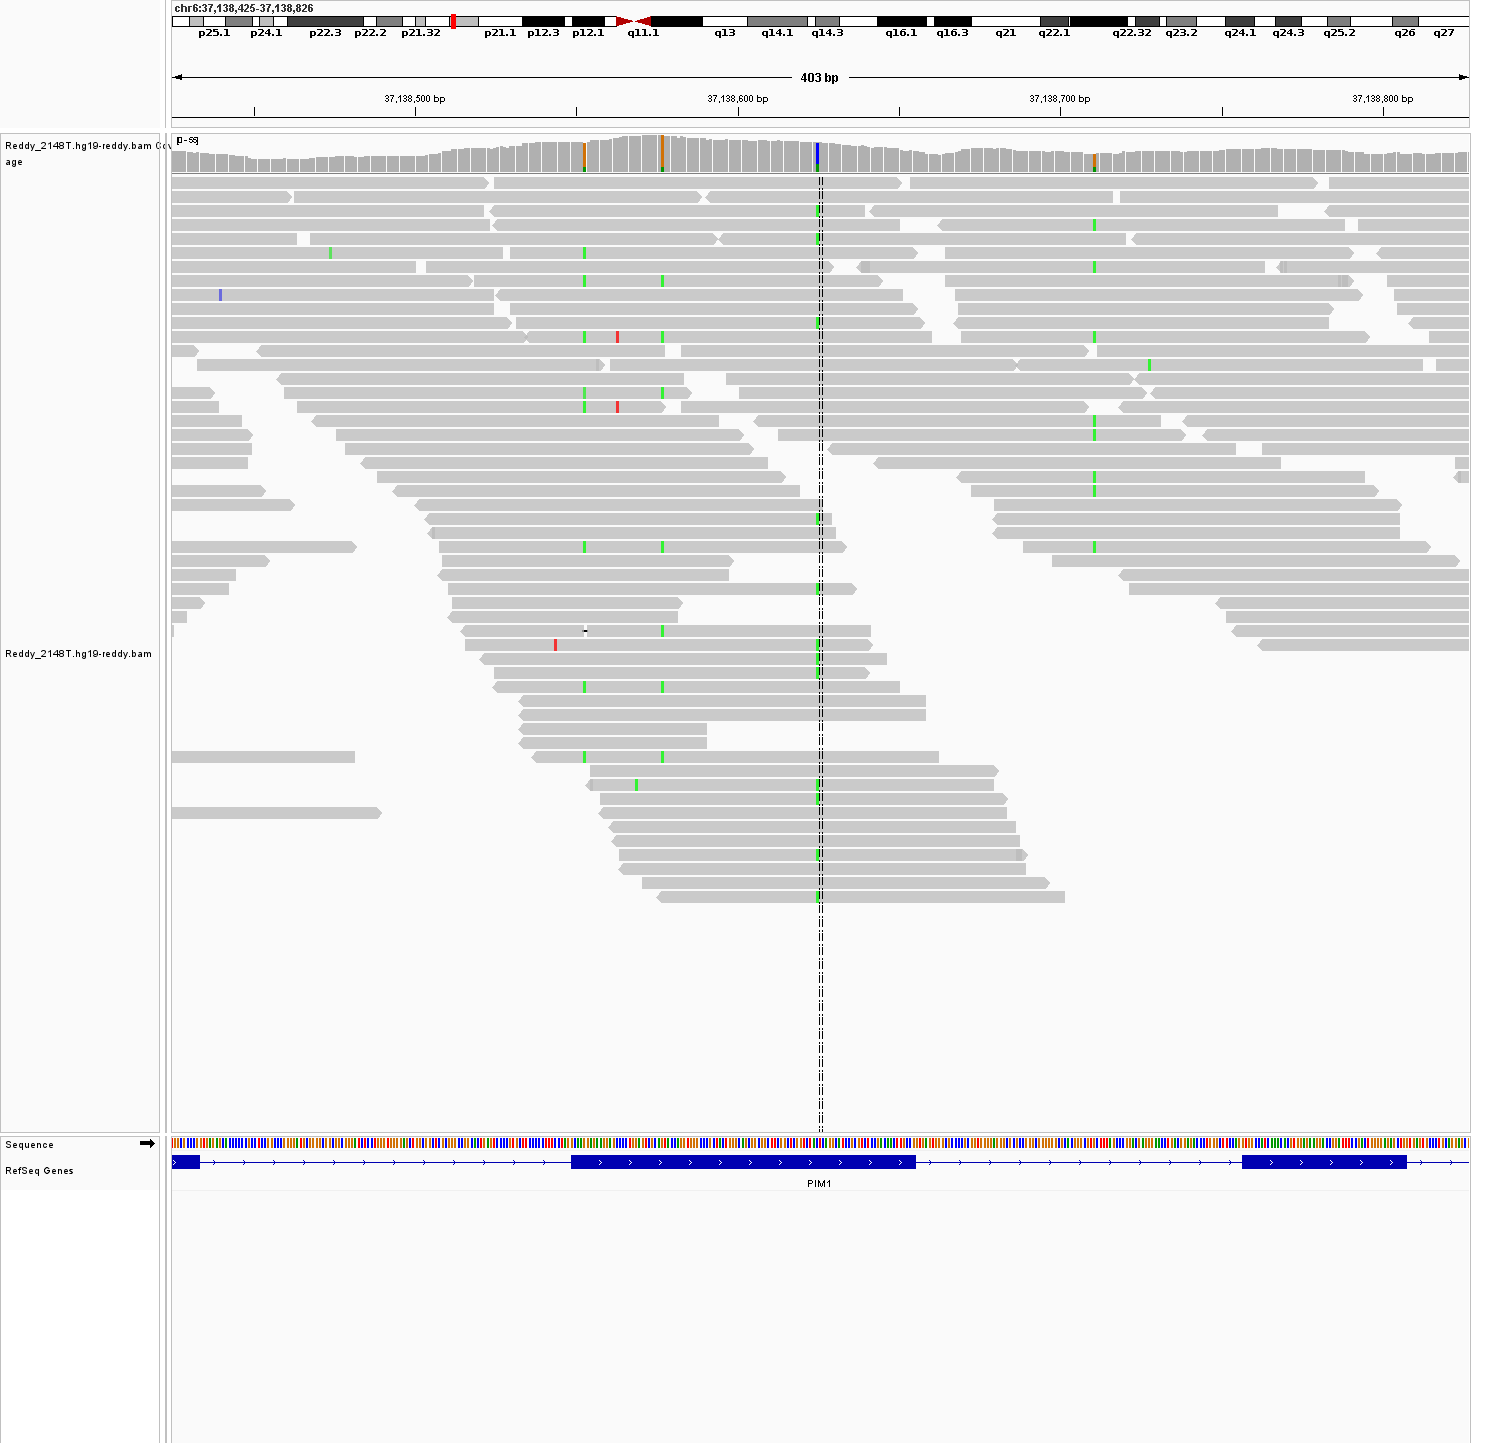 chr6:37,138,425-37,138,826
p25.1 p24.1 p22.3 p22.2 p21.32 p21.1 p12.3 p12.1 q11.1 q13 q14.1 q14.3 q16.1 q16.3 q21 q22.1 q22.32 q23.2 q24.1 q24.3 q25.2 q26 q27
403 bp
37,138,500 bp 37,138,600 bp 37,138,700 bp 37,138,800 bp
Reddy_2148T.hg19-reddy.bam Cov
age
Reddy_2148T.hg19-reddy.bam
Sequence
RefSeq Genes
PIM1